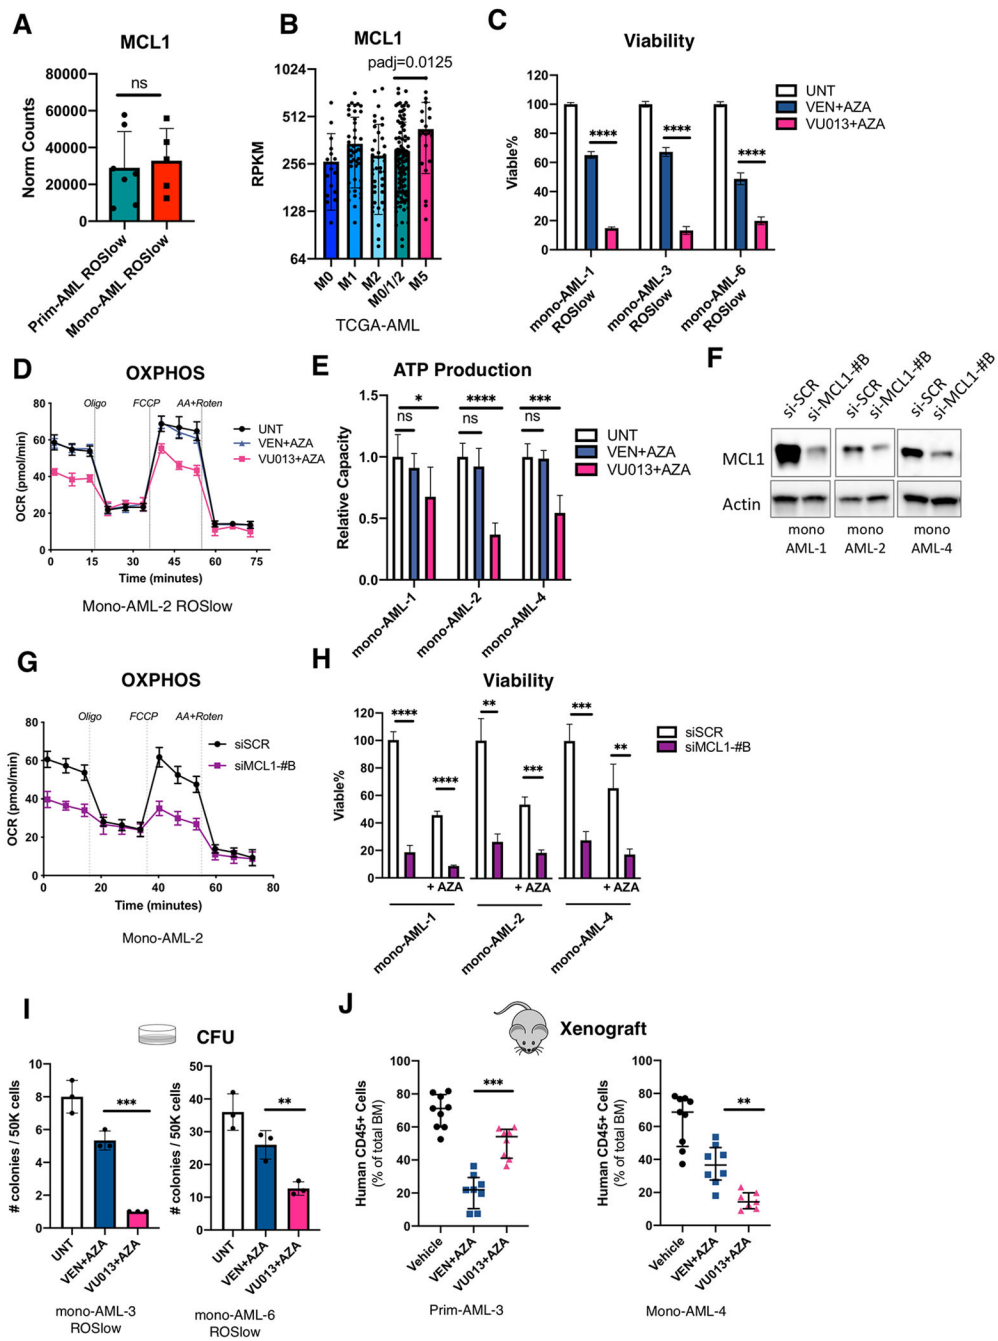 A
MCL1
ns
Norm Counts
80000
60000
40000
20000
0
Prim-AML ROSlow
Mono-AML ROSlow
B
MCL1
padj=0.0125
RPKM
1024
512
256
128
64
M0
M1
M2
M0/1/2
M5
TCGA-AML
C
Viability
UNT
VEN+AZA
VU013+AZA
Viable%
120
100
80
60
40
20
0
****
****
****
mono-AML-1
ROSlow
mono-AML-3
ROSlow
mono-AML-6
ROSlow
D
OXPHOS
Oligo
FCCP
AA+Roten
UNT
VEN+AZA
VU013+AZA
OCR (pmol/min)
80
60
40
20
0
0
15
30
45
60
75
Time (minutes)
Mono-AML-2 ROSlow
E
ATP Production
Relative Capacity
1.5
1.0
0.5
0.0
*
ns
****
ns
***
ns
UNT
VEN+AZA
VU013+AZA
mono-AML-1
mono-AML-2
mono-AML-4
F
si-SCR
si-MCL1-#B
si-SCR
si-MCL1-#B
si-SCR
si-MCL1-#B
MCL1
Actin
mono
AML-1
mono
AML-2
mono
AML-4
G
OXPHOS
Oligo
FCCP
AA+Roten
siSCR
siMCL1-#B
OCR (pmol/min)
80
60
40
20
0
0
20
40
60
80
Time (minutes)
Mono-AML-2
H
Viability
siSCR
siMCL1-#B
Viable%
120
100
80
60
40
20
0
****
****
**
***
***
**
+ AZA
+ AZA
+ AZA
mono-AML-1
mono-AML-2
mono-AML-4
I
CFU
# colonies / 50K cells
10
8
6
4
2
0
***
UNT
VEN+AZA
VU013+AZA
mono-AML-3
ROSlow
# colonies / 50K cells
50
40
30
20
10
0
**
UNT
VEN+AZA
VU013+AZA
mono-AML-6
ROSlow
J
Xenograft
Human CD45+ Cells
(% of total BM)
100
80
60
40
20
0
***
Vehicle
VEN+AZA
VU013+AZA
Prim-AML-3
Human CD45+ Cells
(% of total BM)
100
80
60
40
20
0
**
Vehicle
VEN+AZA
VU013+AZA
Mono-AML-4